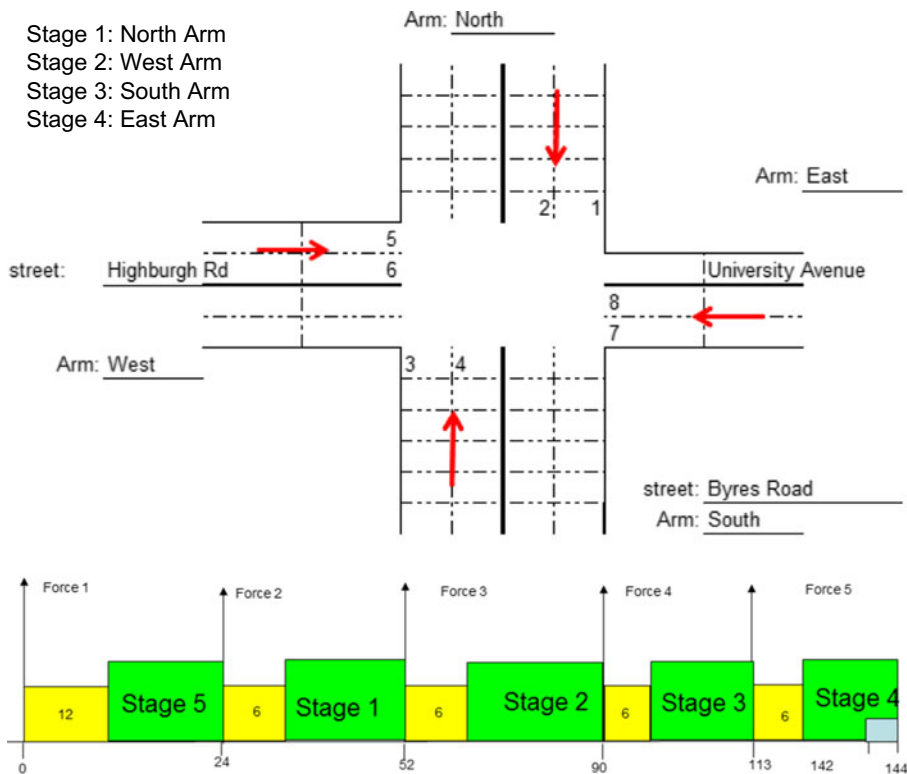 Arm: North
Stage 1: North Arm
Stage 2: West Arm
Stage 3: South Arm
Stage 4: East Arm
Arm: East
2 1
5
street: Highburgh Rd 6 University Avenue
8
7
Arm: West
3 4
street: Byres Road
Arm: South
Force 1 Force 2 Force 3 Force 4 Force 5
12 Stage 5 6 Stage 1 6 Stage 2 6 Stage 3 6 Stage 4
0 24 52 90 113 142 144